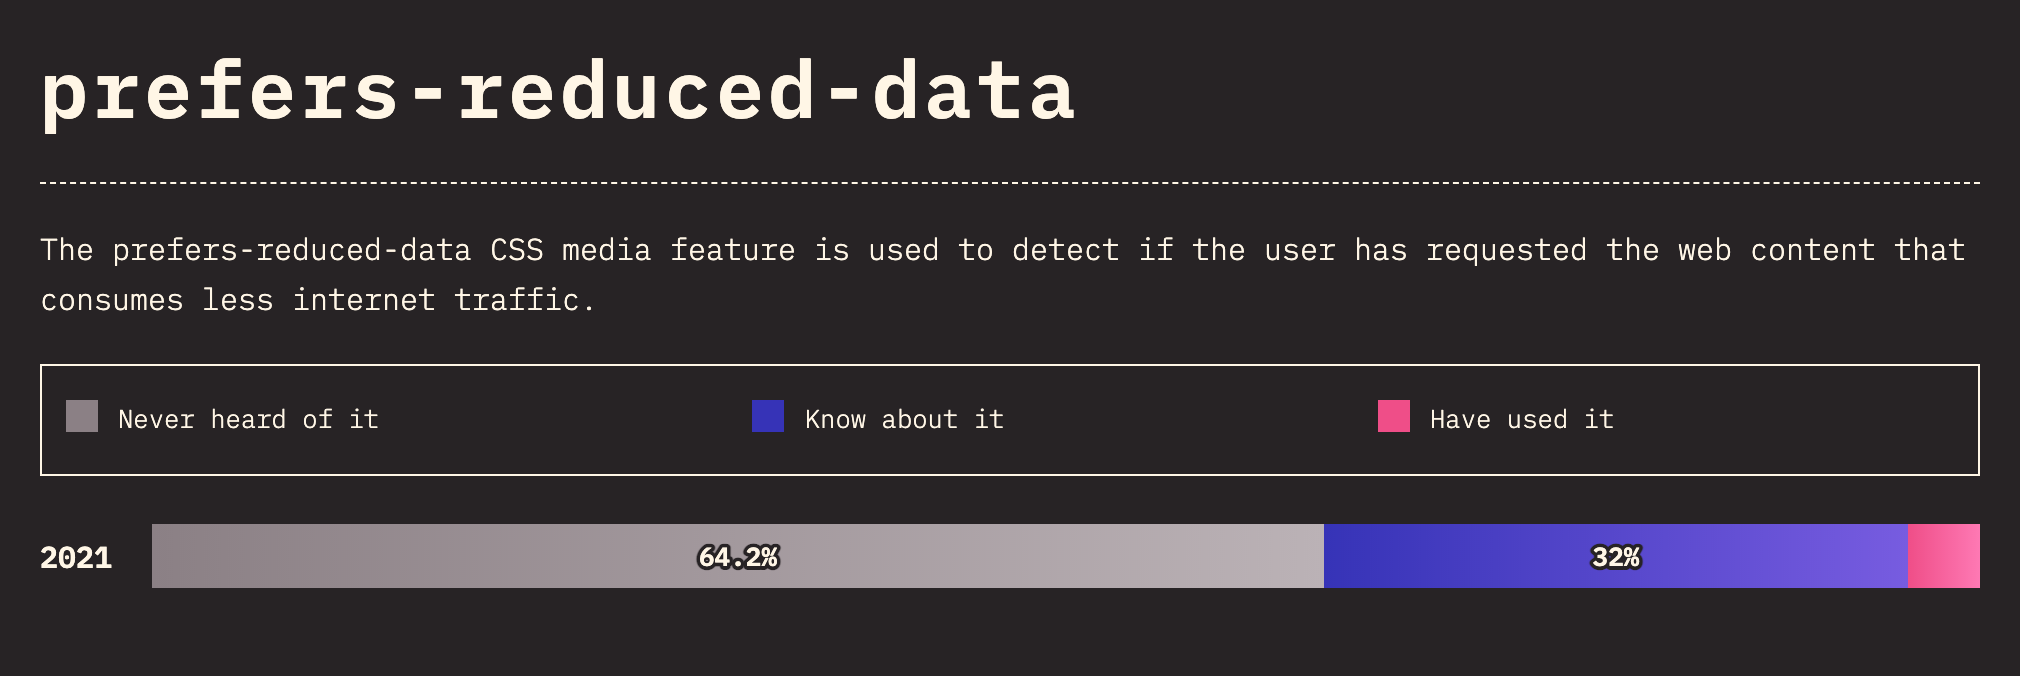 prefers-reduced-data
The prefers-reduced-data CSS media feature is used to detect if the user has requested the web content that
consumes less internet traffic.
Never heard of it
Know about it
Have used it
2021
64.2%
32%